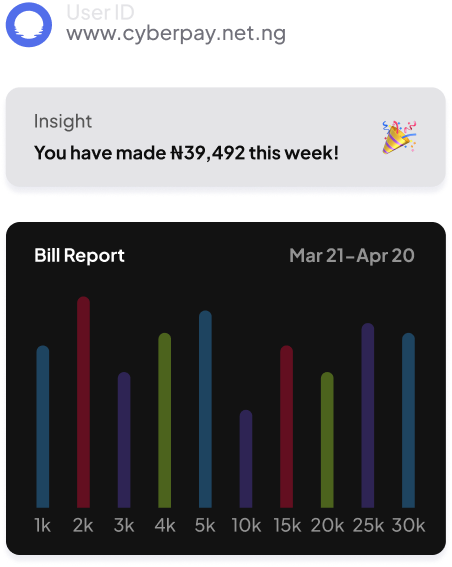 User ID
www.cyberpay.net.ng
Insight
You have made ₦39,492 this week!
Bill Report
Mar 21-Apr 20
1k 2k 3k 4k 5k 10k 15k 20k 25k 30k